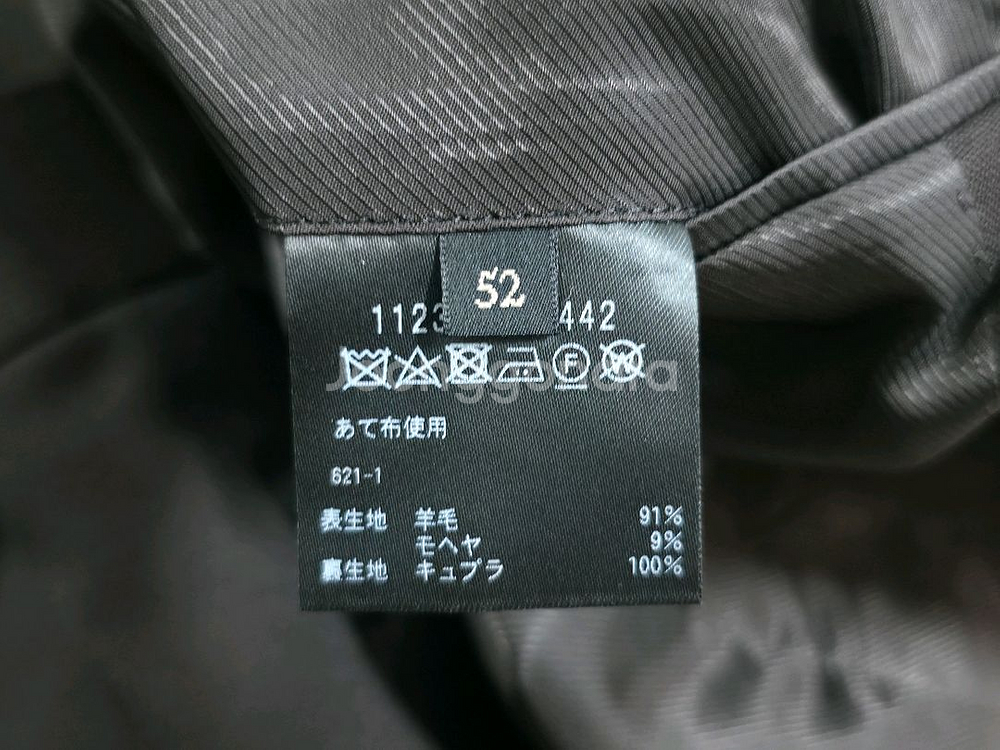 52
1123 442
F W
あて布使用
621-1
表生地 羊毛 91%
モヘヤ 9%
裏生地 キュプラ 100%